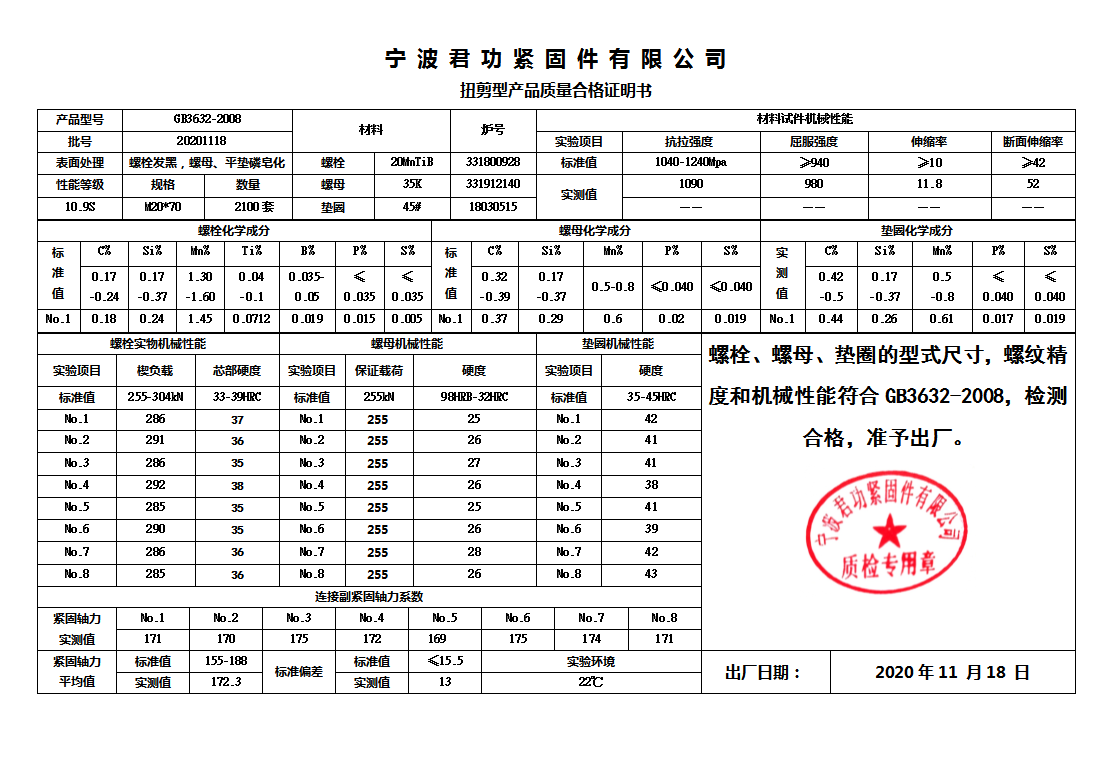 宁波君功紧固件有限公司
扭剪型产品质量合格证明书
产品型号 GB3632-2008 材料 炉号 材料试件机械性能
批号 20201118 实验项目 抗拉强度 屈服强度 伸缩率 断面伸缩率
表面处理 螺栓发黑，螺母、平垫磷皂化 螺栓 20MnTiB 331800928 标准值 1040-1240Mpa ≥940 ≥10 ≥42
性能等级 规格 数量 螺母 35K 331912140 实测值 1090 980 11.8 52
10.9S M20*70 2100套 垫圈 45# 18030515 —— —— —— ——
螺栓化学成分 螺母化学成分 垫圈化学成分
标准值 C% Si% Mn% Ti% B% P% S% 标准值 C% Si% Mn% P% S% 实测值 C% Si% Mn% P% S%
0.17-0.24 0.17-0.37 1.30-1.60 0.04-0.1 0.035-0.05 ≤0.035 ≤0.035 0.32-0.39 0.17-0.37 0.5-0.8 ≤0.040 ≤0.040 0.42-0.5 0.17-0.37 0.5-0.8 ≤0.040 ≤0.040
No.1 0.18 0.24 1.45 0.0712 0.019 0.015 0.005 No.1 0.37 0.29 0.6 0.02 0.019 No.1 0.44 0.26 0.61 0.017 0.019
螺栓实物机械性能 螺母机械性能 垫圈机械性能
实验项目 楔负载 芯部硬度 实验项目 保证载荷 硬度 实验项目 硬度
标准值 255-304kN 33-39HRC 标准值 255kN 98HRB-32HRC 标准值 35-45HRC
No.1 286 37 No.1 255 25 No.1 42
No.2 291 36 No.2 255 26 No.2 41
No.3 286 35 No.3 255 27 No.3 41
No.4 292 38 No.4 255 26 No.4 38
No.5 285 35 No.5 255 25 No.5 41
No.6 290 35 No.6 255 26 No.6 39
No.7 286 36 No.7 255 28 No.7 42
No.8 285 36 No.8 255 26 No.8 43
螺栓、螺母、垫圈的型式尺寸，螺纹精
度和机械性能符合GB3632-2008，检测
合格，准予出厂。
宁波君功紧固件有限公司
质检专用章
连接副紧固轴力系数
紧固轴力实测值 No.1 No.2 No.3 No.4 No.5 No.6 No.7 No.8
171 170 175 172 169 175 174 171
紧固轴力平均值 标准值 155-188 标准偏差 标准值 ≤15.5 实验环境
实测值 172.3 实测值 13 22℃
出厂日期： 2020年11 月18 日